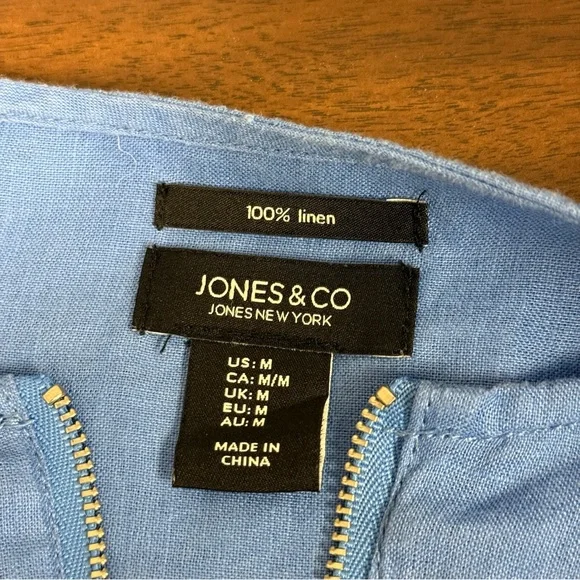 100% linen
JONES & CO
JONES NEW YORK
US: M
CA: M/M
UK: M
EU: M
AU: M
MADE IN
CHINA